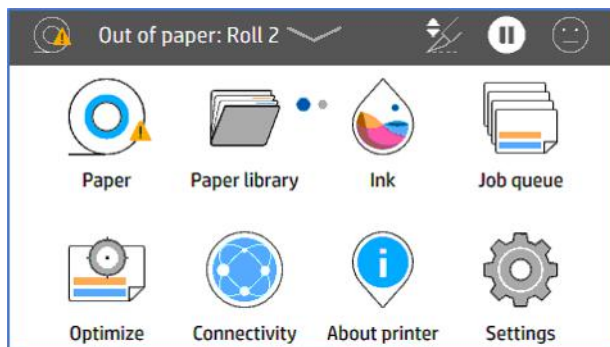 Out of paper: Roll 2
Paper
Paper library
Ink
Job queue
Optimize
Connectivity
About printer
Settings